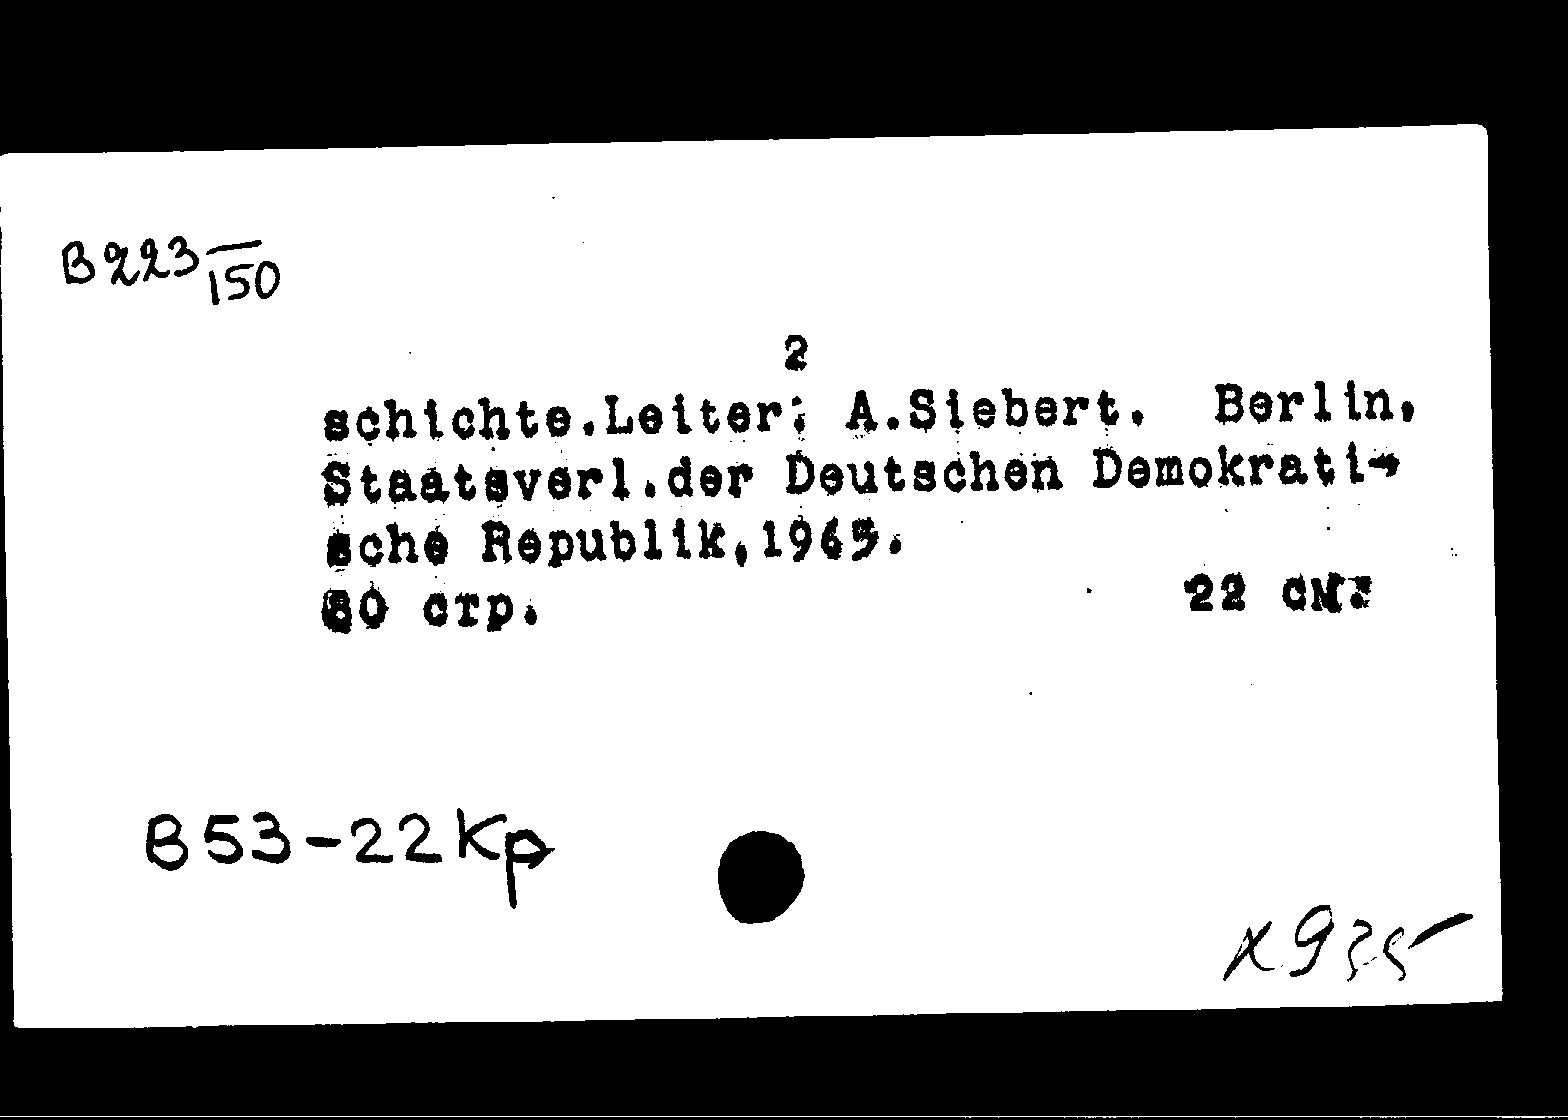 B223
150
2
schichte.Leiter: A.Siebert. Berlin,
Staatsverl.der Deutschen Demokrati-
sche Republik,1965.
80 стр. 22 см.
B53-22Kp
х935